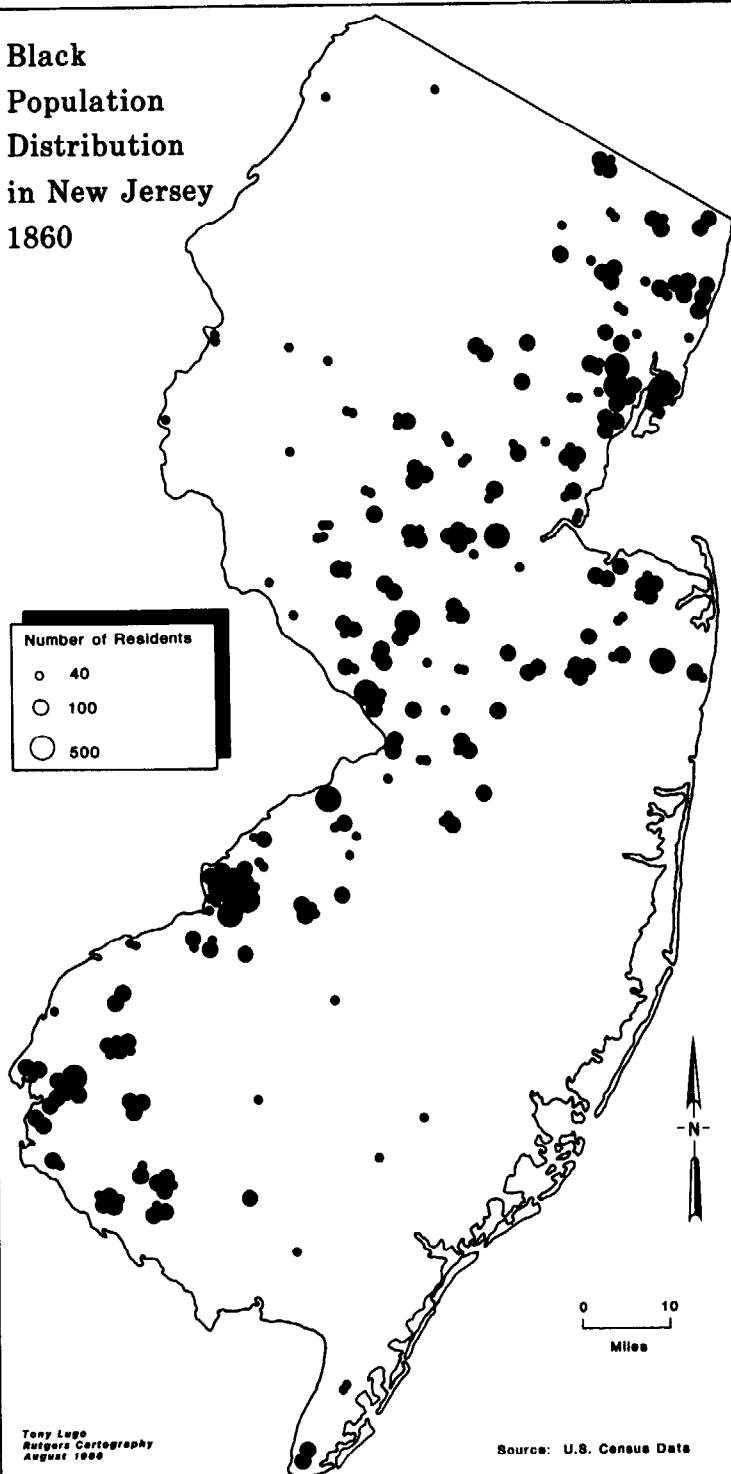 Black
Population
Distribution
in New Jersey
1860
Number of Residents
40
100
500
N
0 10
Miles
Tony Lugo
Rutgers Cartography
August
Source: U.S. Census Data